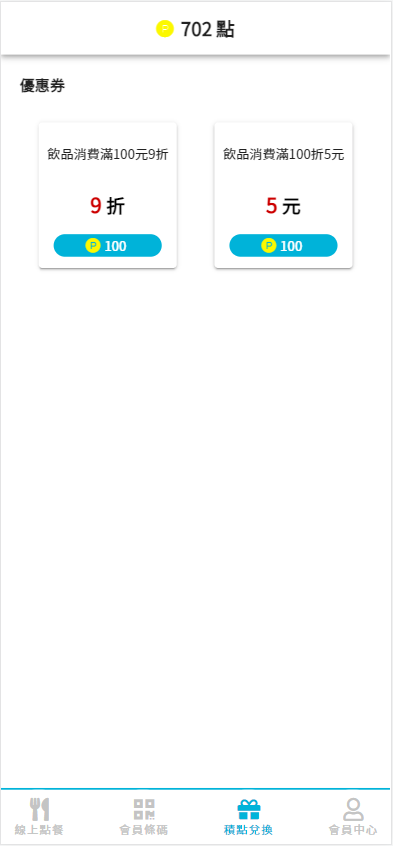 702 點
優惠券
飲品消費滿100元9折
9 折
P 100
飲品消費滿100折5元
5 元
P 100
線上點餐
會員條碼
積點兌換
會員中心